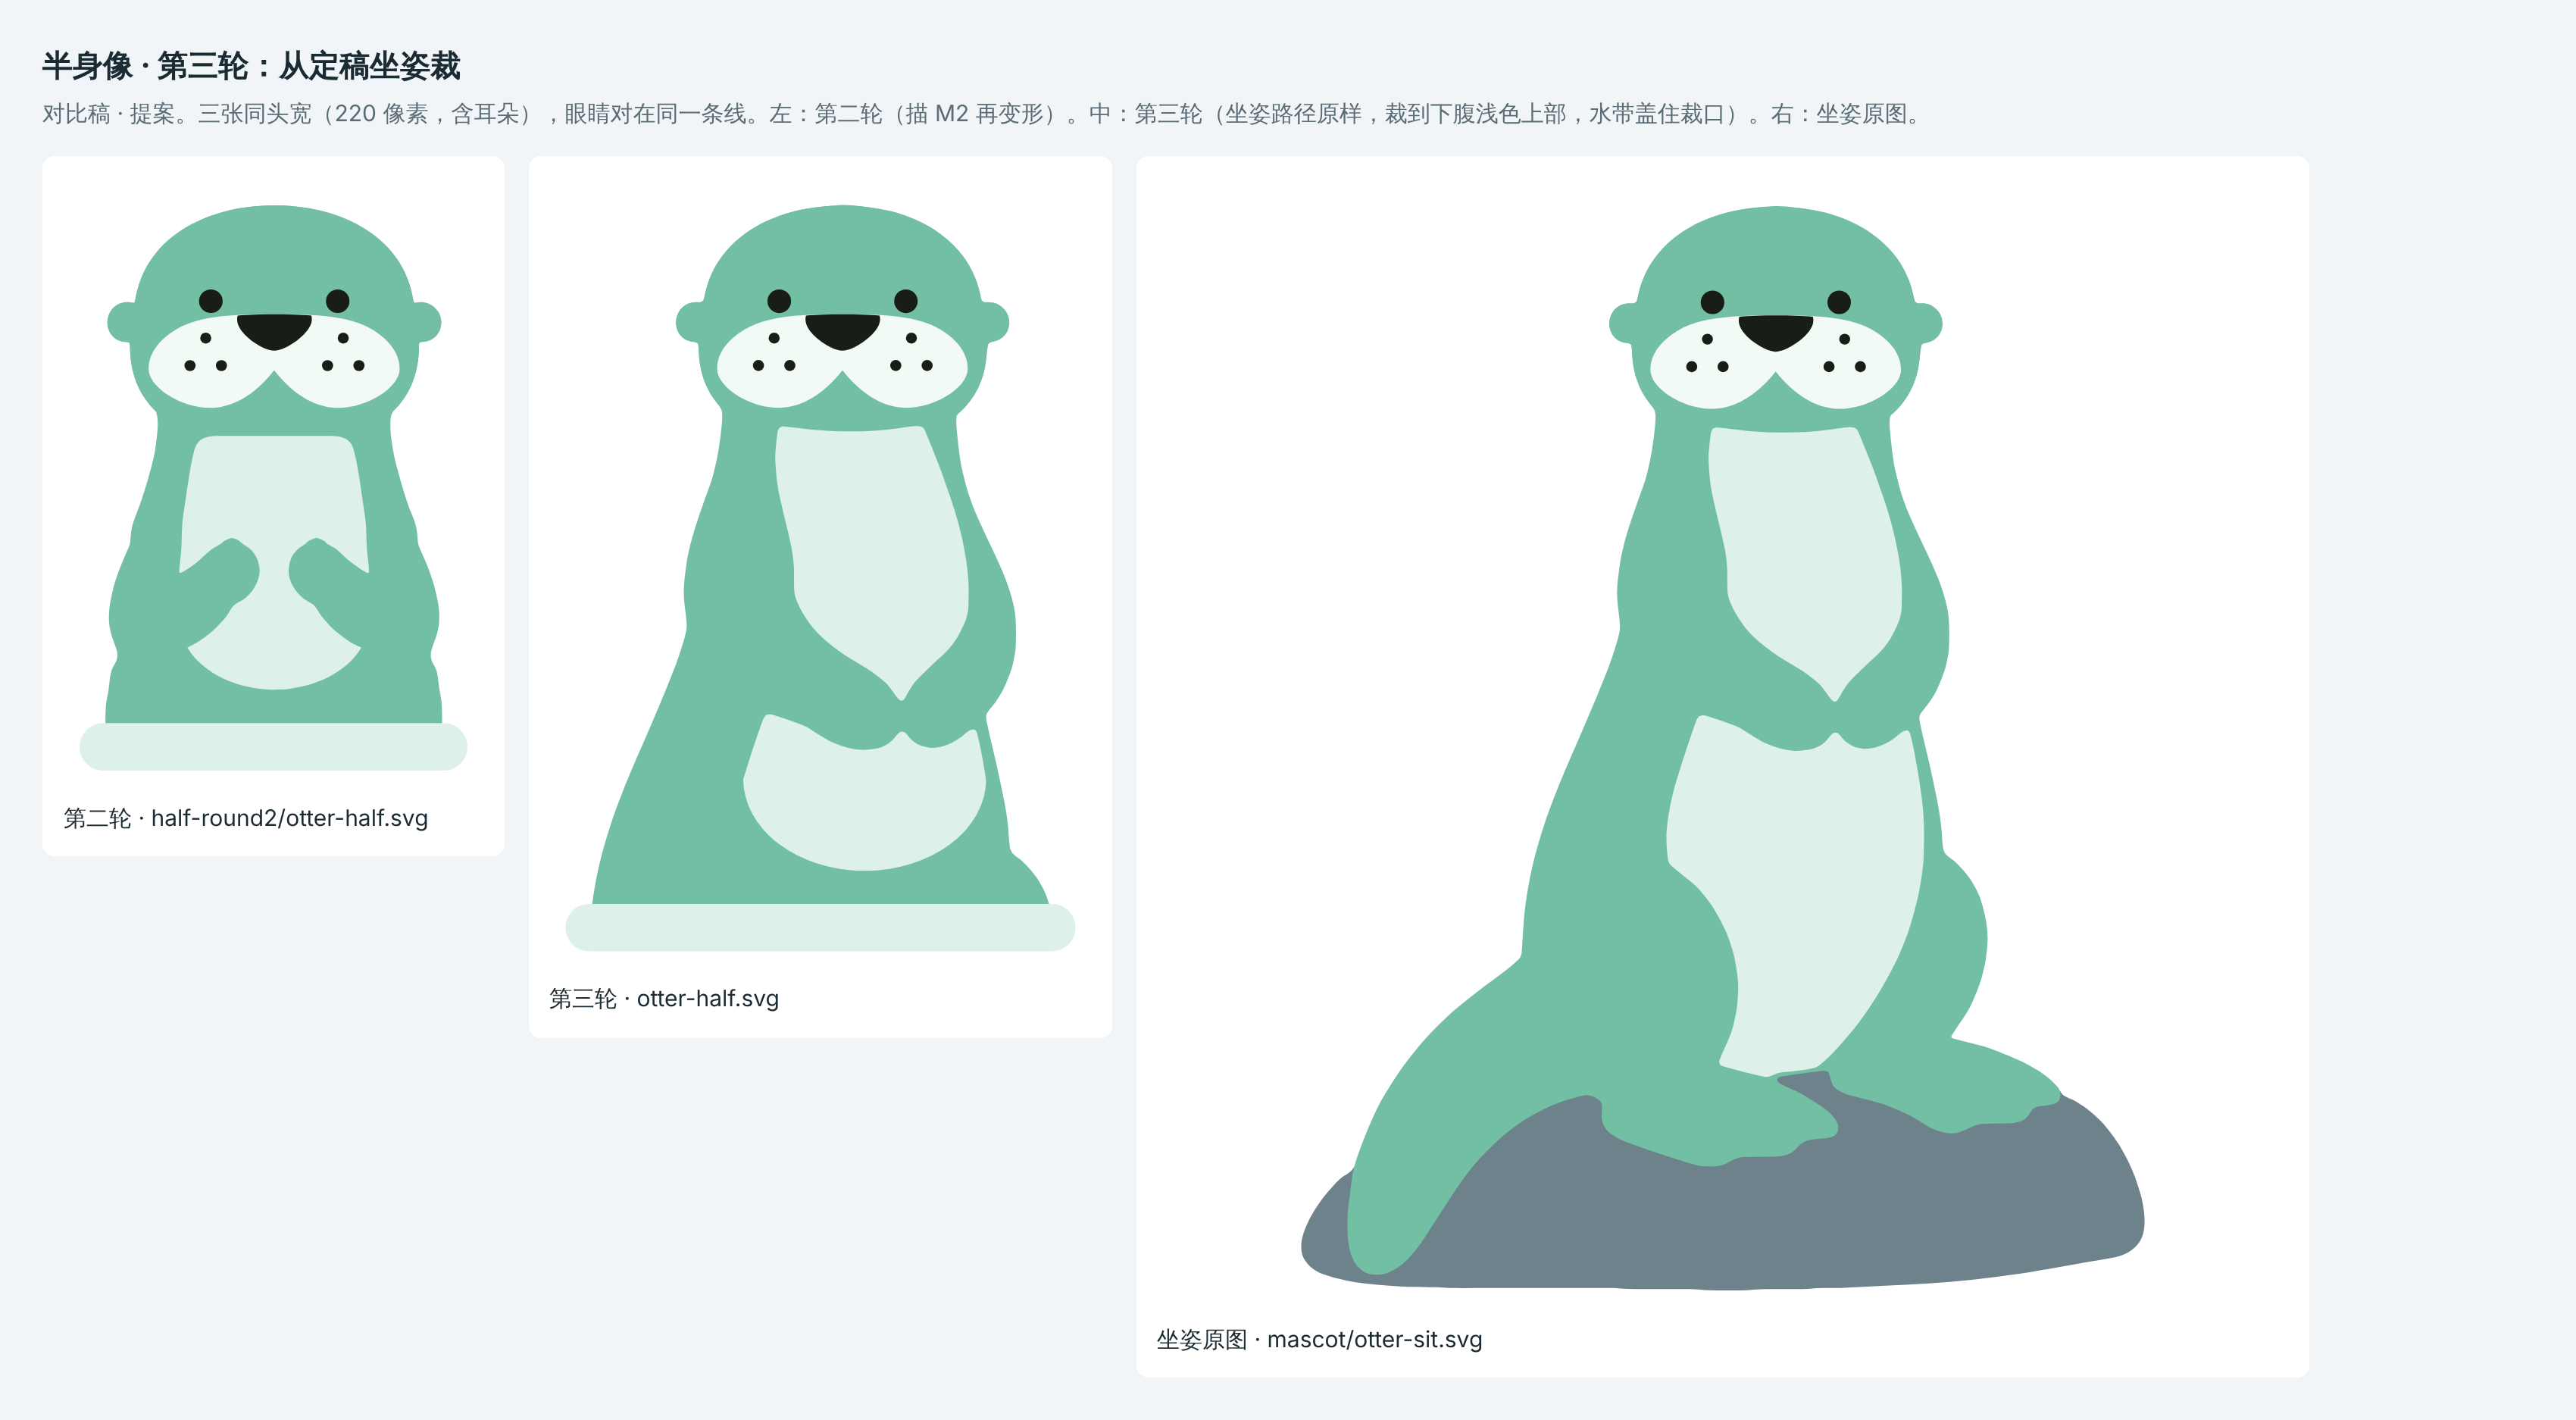 半身像 · 第三轮：从定稿坐姿裁
对比稿 · 提案。三张同头宽（220 像素，含耳朵），眼睛对在同一条线。左：第二轮（描 M2 再变形）。中：第三轮（坐姿路径原样，裁到下腹浅色上部，水带盖住裁口）。右：坐姿原图。
第二轮 · half-round2/otter-half.svg
第三轮 · otter-half.svg
坐姿原图 · mascot/otter-sit.svg